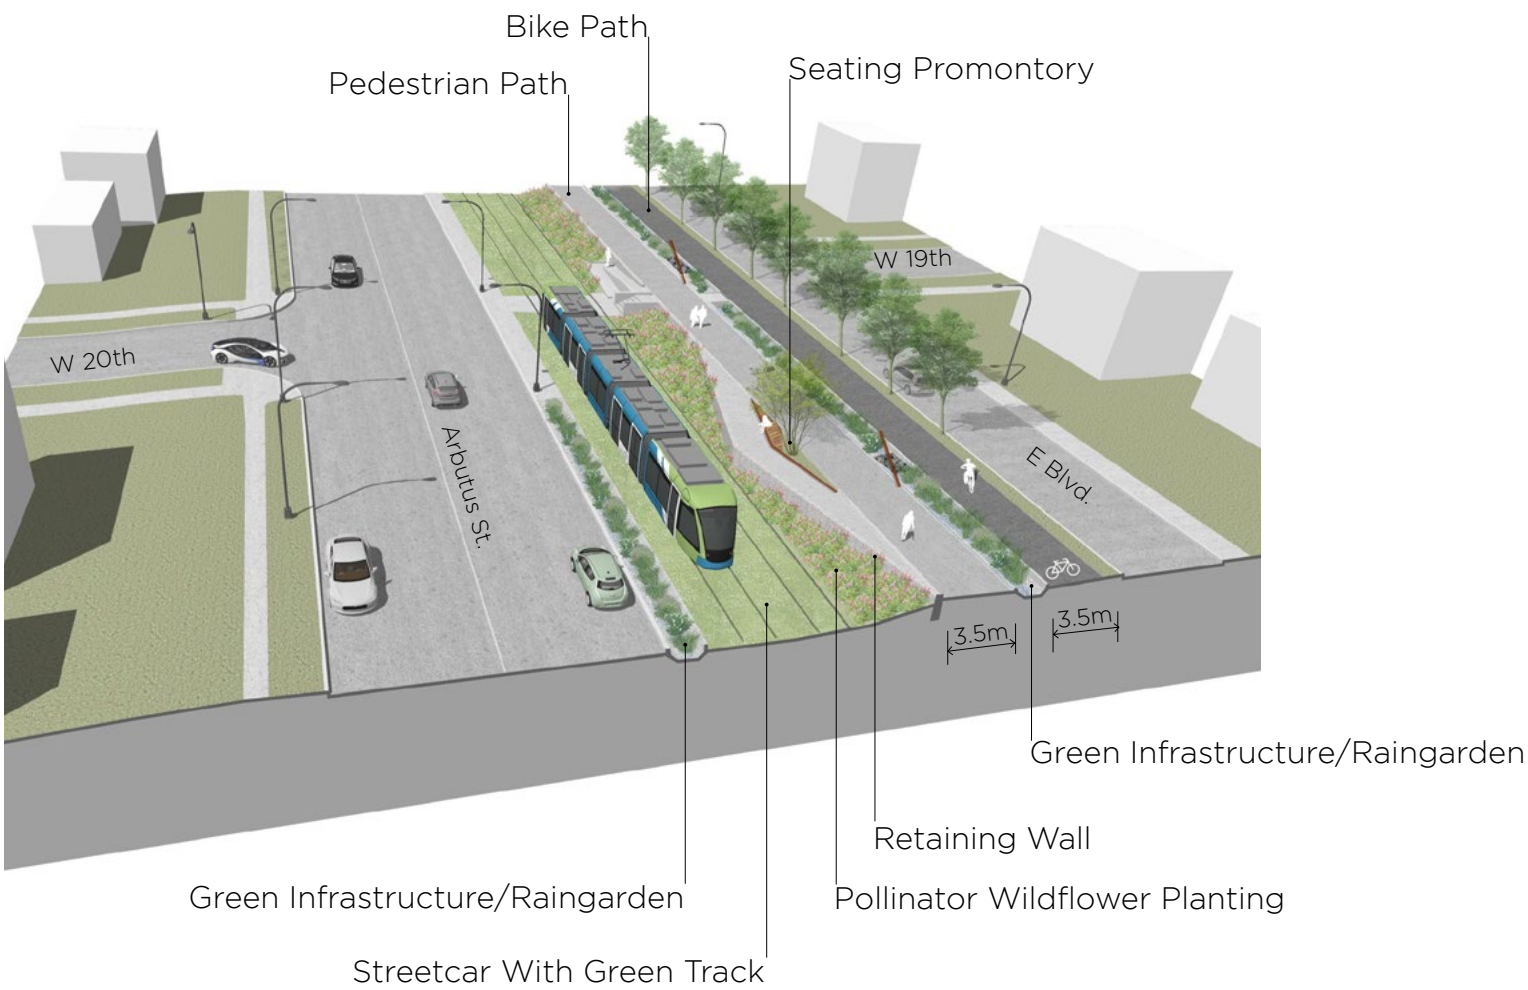 Bike Path
Seating Promontory
Pedestrian Path
W 19th
W 20th
Arbutus St.
E Blvd.
3.5m
3.5m
Green Infrastructure/Raingarden
Retaining Wall
Green Infrastructure/Raingarden
Pollinator Wildflower Planting
Streetcar With Green Track